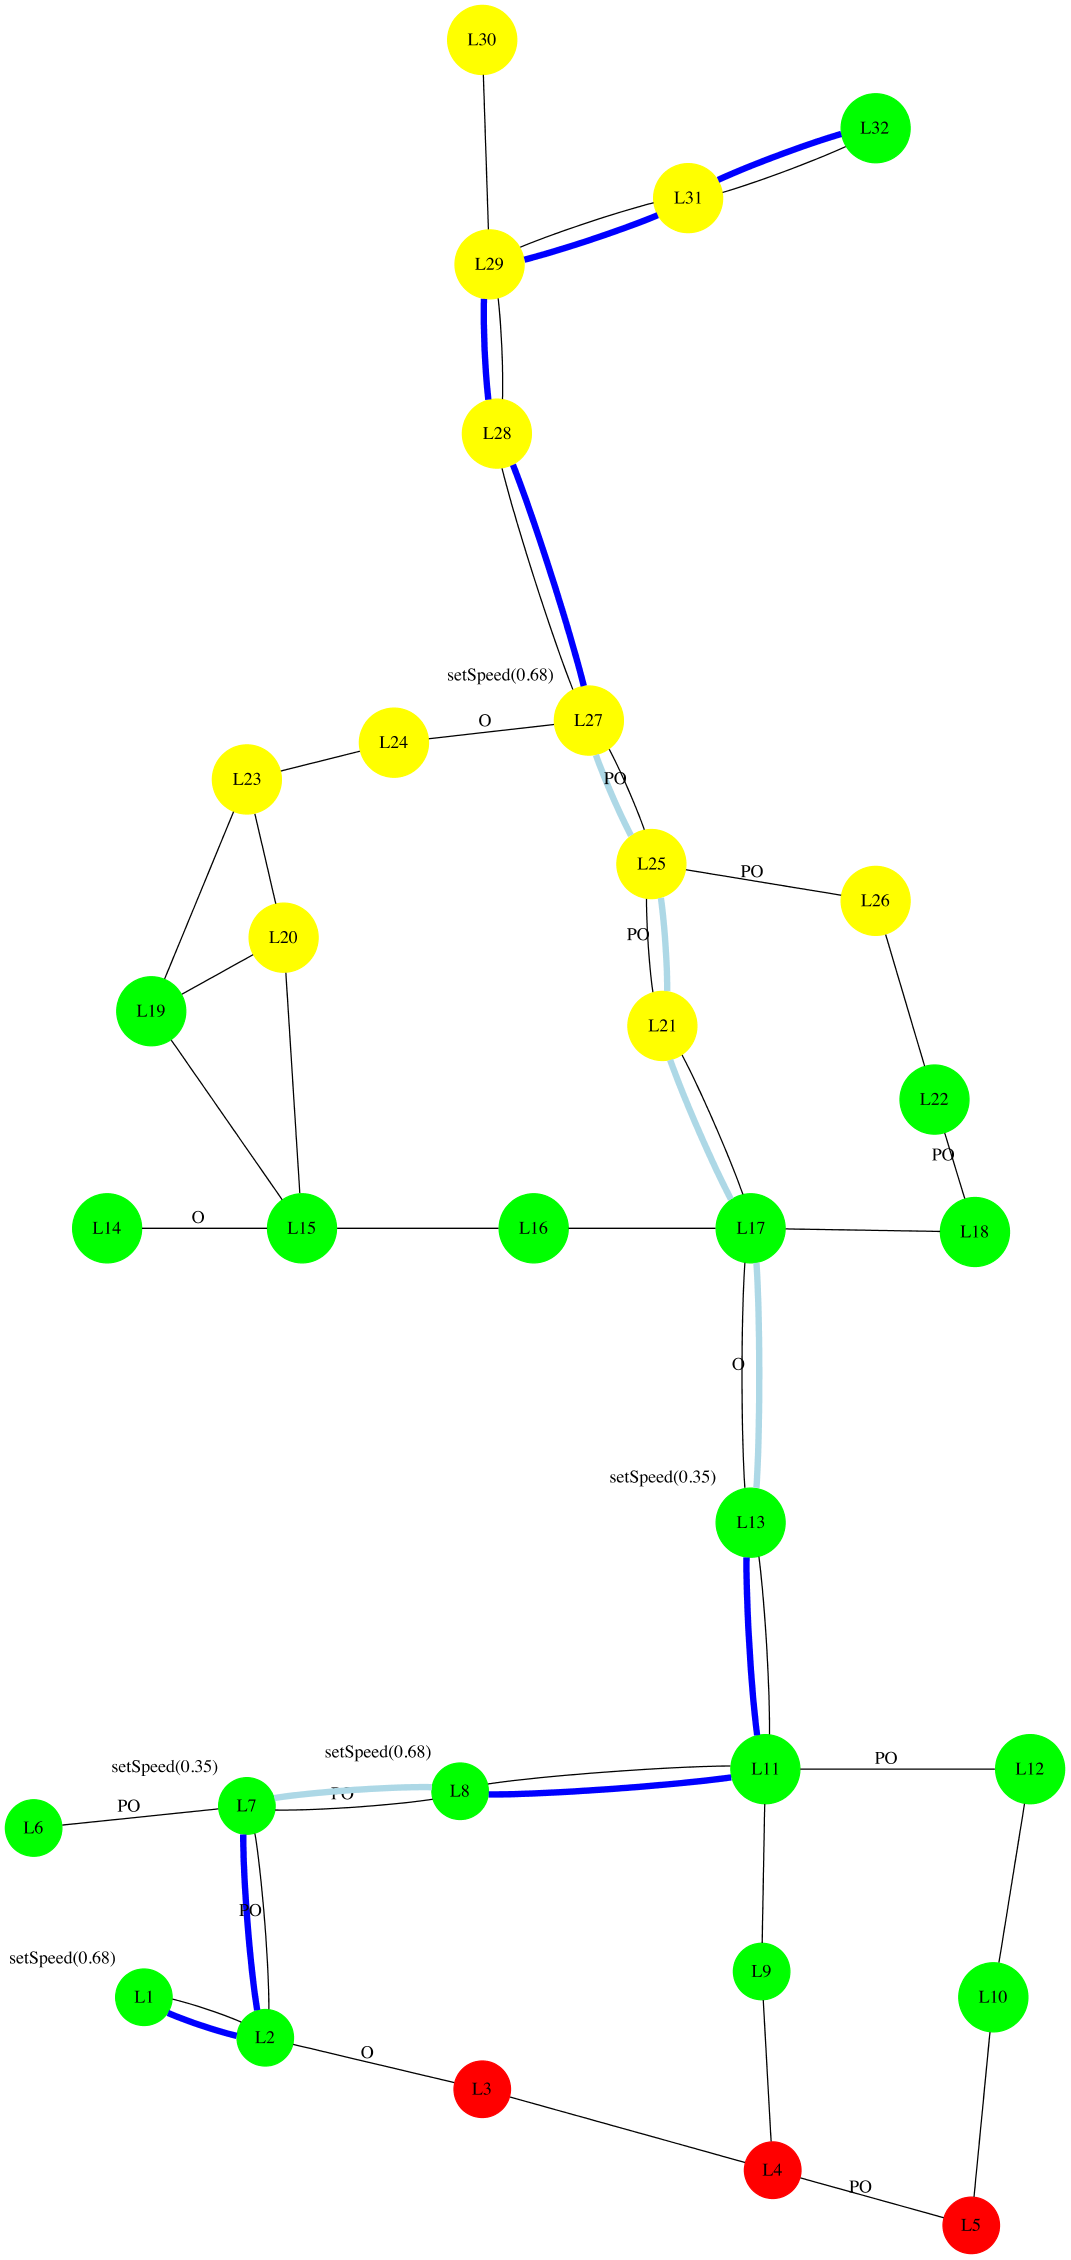 L30
L32
L31
L29
L28
setSpeed(0.68)
L27
O
L24
L23
PO
L25
PO
L26
PO
L20
L19
L21
L22
PO
L14
O
L15
L16
L17
L18
O
setSpeed(0.35)
L13
setSpeed(0.68)
setSpeed(0.35)
PO
L11
L12
PO
L8
PO
L7
L6
PO
setSpeed(0.68)
L9
L1
L10
L2
O
L3
L4
PO
L5